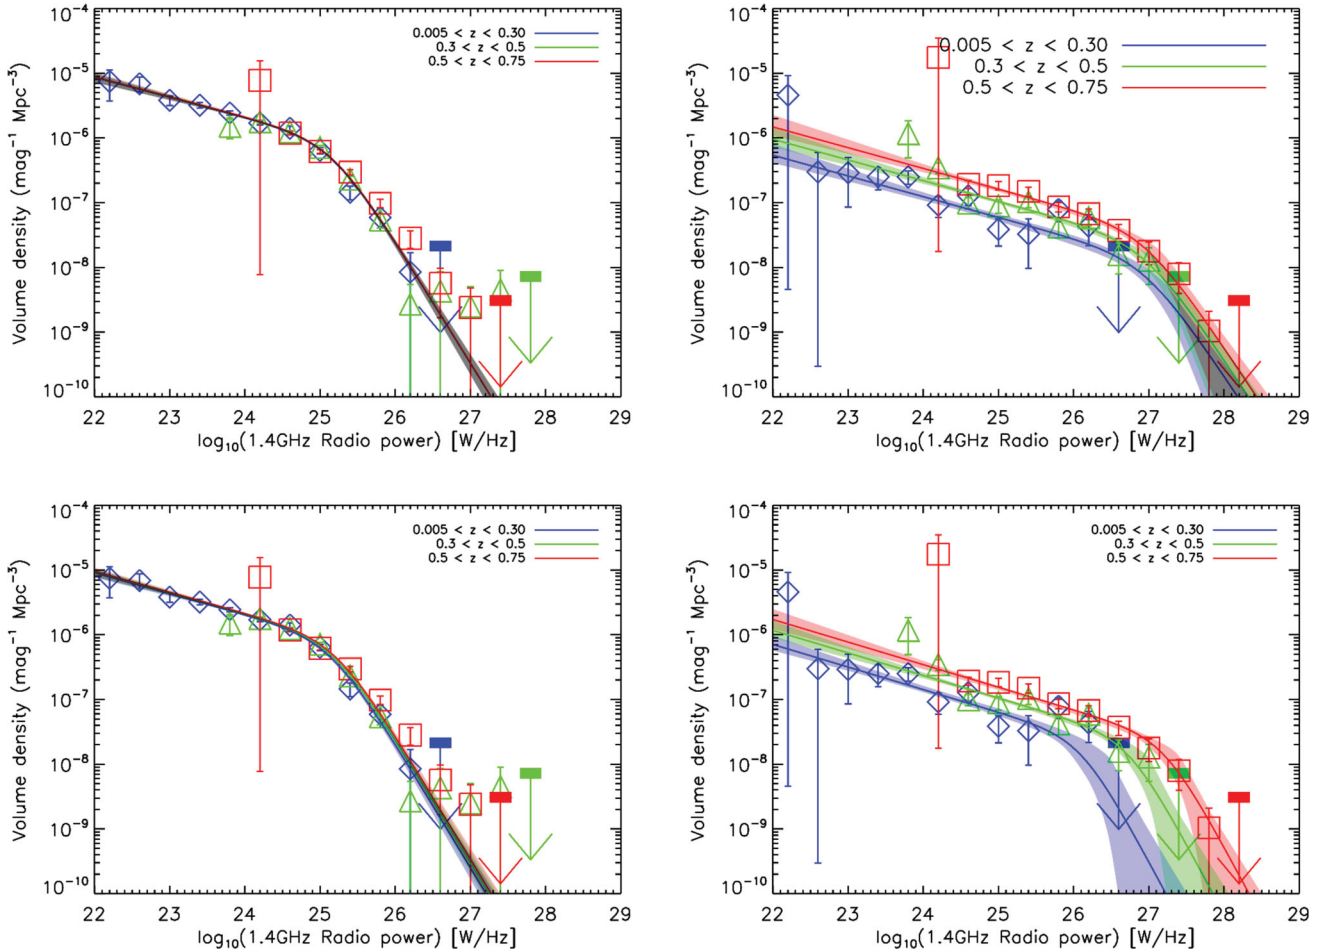 10⁻⁴
10⁻⁵
10⁻⁶
10⁻⁷
10⁻⁸
10⁻⁹
10⁻¹⁰
Volume density (mag⁻¹ Mpc⁻³)
0.005 < z < 0.30
0.3 < z < 0.5
0.5 < z < 0.75
22 23 24 25 26 27 28 29
log₁₀(1.4GHz Radio power) [W/Hz]
10⁻⁴
10⁻⁵
10⁻⁶
10⁻⁷
10⁻⁸
10⁻⁹
10⁻¹⁰
Volume density (mag⁻¹ Mpc⁻³)
0.005 < z < 0.30
0.3 < z < 0.5
0.5 < z < 0.75
22 23 24 25 26 27 28 29
log₁₀(1.4GHz Radio power) [W/Hz]
10⁻⁴
10⁻⁵
10⁻⁶
10⁻⁷
10⁻⁸
10⁻⁹
10⁻¹⁰
Volume density (mag⁻¹ Mpc⁻³)
0.005 < z < 0.30
0.3 < z < 0.5
0.5 < z < 0.75
22 23 24 25 26 27 28 29
log₁₀(1.4GHz Radio power) [W/Hz]
10⁻⁴
10⁻⁵
10⁻⁶
10⁻⁷
10⁻⁸
10⁻⁹
10⁻¹⁰
Volume density (mag⁻¹ Mpc⁻³)
0.005 < z < 0.30
0.3 < z < 0.5
0.5 < z < 0.75
22 23 24 25 26 27 28 29
log₁₀(1.4GHz Radio power) [W/Hz]